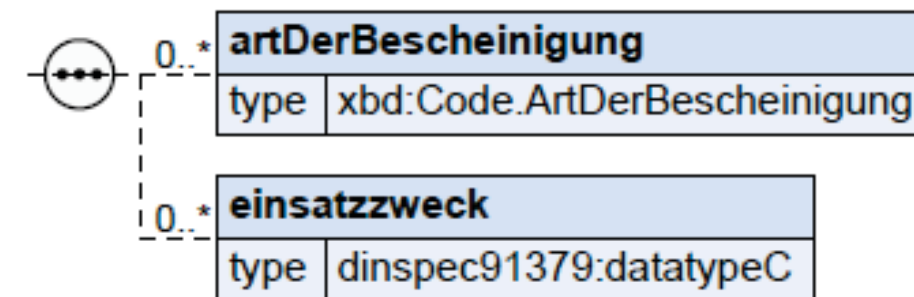 0..* artDerBescheinigung
type xbd:Code.ArtDerBescheinigung
0..* einsatzzweck
type dinspec91379:datatypeC